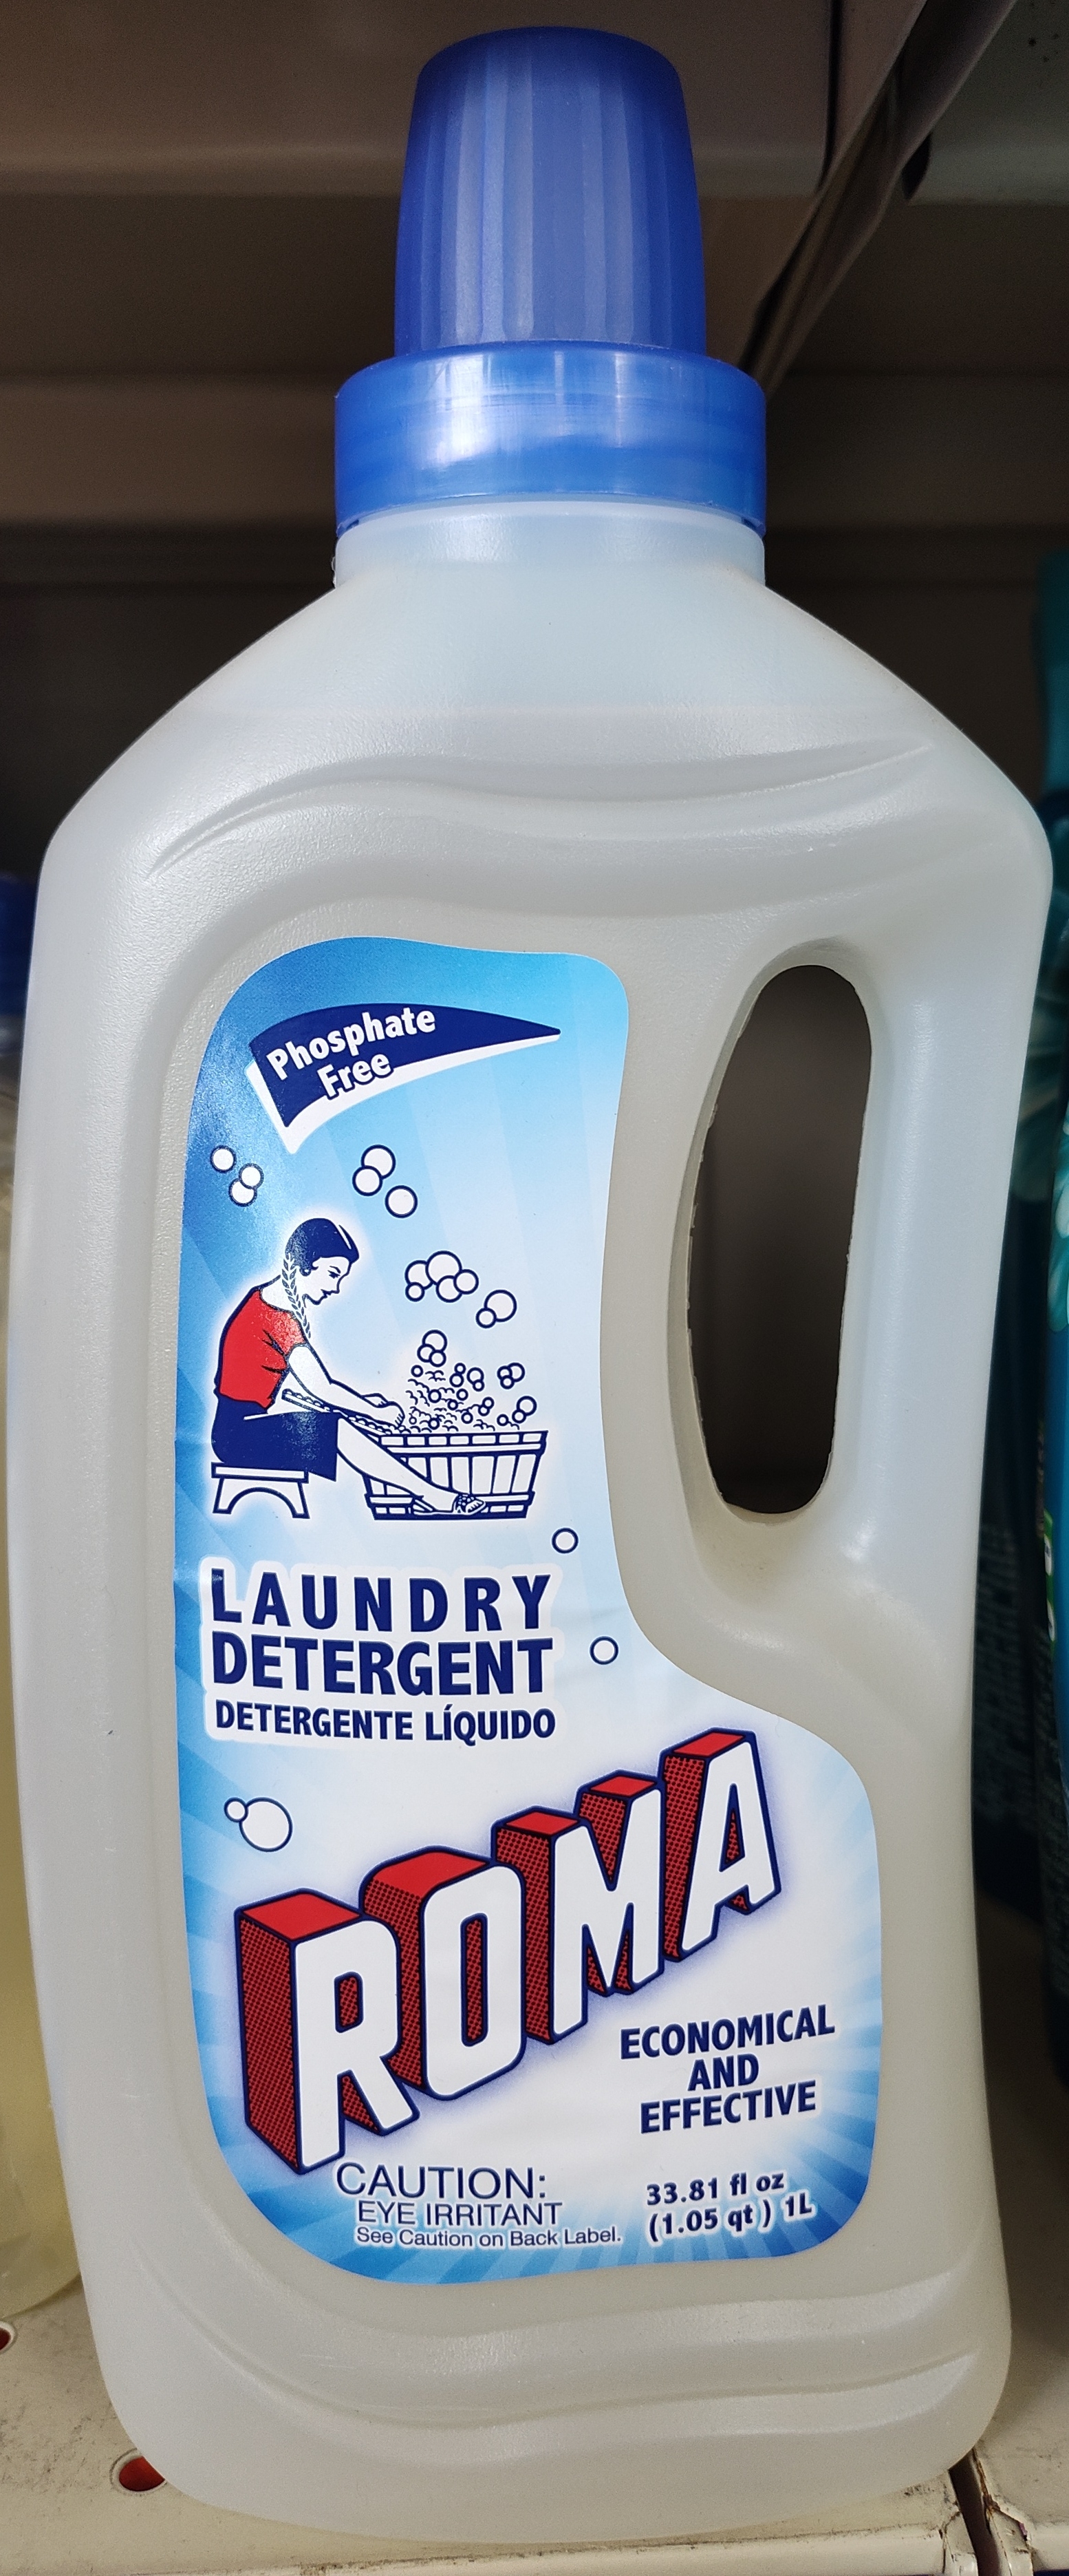 Phosphate
Free
LAUNDRY
DETERGENT
DETERGENTE LÍQUIDO
ROMA
ECONOMICAL
AND
EFFECTIVE
CAUTION:
EYE IRRITANT
See Caution on Back Label.
33.81 fl oz
(1.05 qt ) 1L